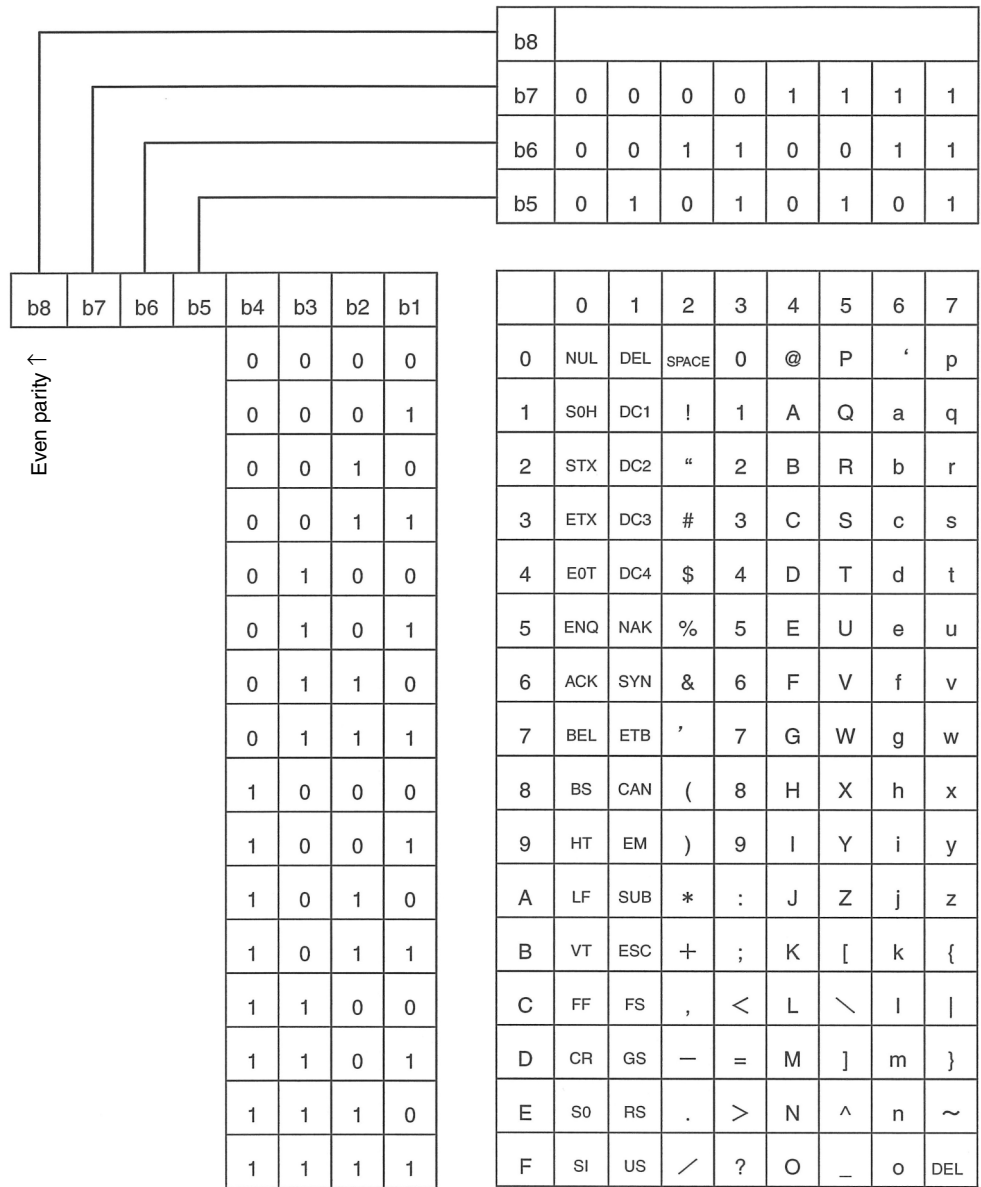 b8
b7 0 0 0 0 1 1 1 1
b6 0 0 1 1 0 0 1 1
b5 0 1 0 1 0 1 0 1
b8 b7 b6 b5 b4 b3 b2 b1
0 0 0 0
0 0 0 1
0 0 1 0
0 0 1 1
0 1 0 0
0 1 0 1
0 1 1 0
0 1 1 1
1 0 0 0
1 0 0 1
1 0 1 0
1 0 1 1
1 1 0 0
1 1 0 1
1 1 1 0
1 1 1 1
Even parity ↑
0 1 2 3 4 5 6 7
0 NUL DEL SPACE 0 @ P ‘ p
1 S0H DC1 ! 1 A Q a q
2 STX DC2 “ 2 B R b r
3 ETX DC3 # 3 C S c s
4 E0T DC4 $ 4 D T d t
5 ENQ NAK % 5 E U e u
6 ACK SYN & 6 F V f v
7 BEL ETB ’ 7 G W g w
8 BS CAN ( 8 H X h x
9 HT EM ) 9 I Y i y
A LF SUB * : J Z j z
B VT ESC + ; K [ k {
C FF FS , < L \ l |
D CR GS — = M ] m }
E S0 RS . > N ^ n ~
F SI US / ? O _ o DEL